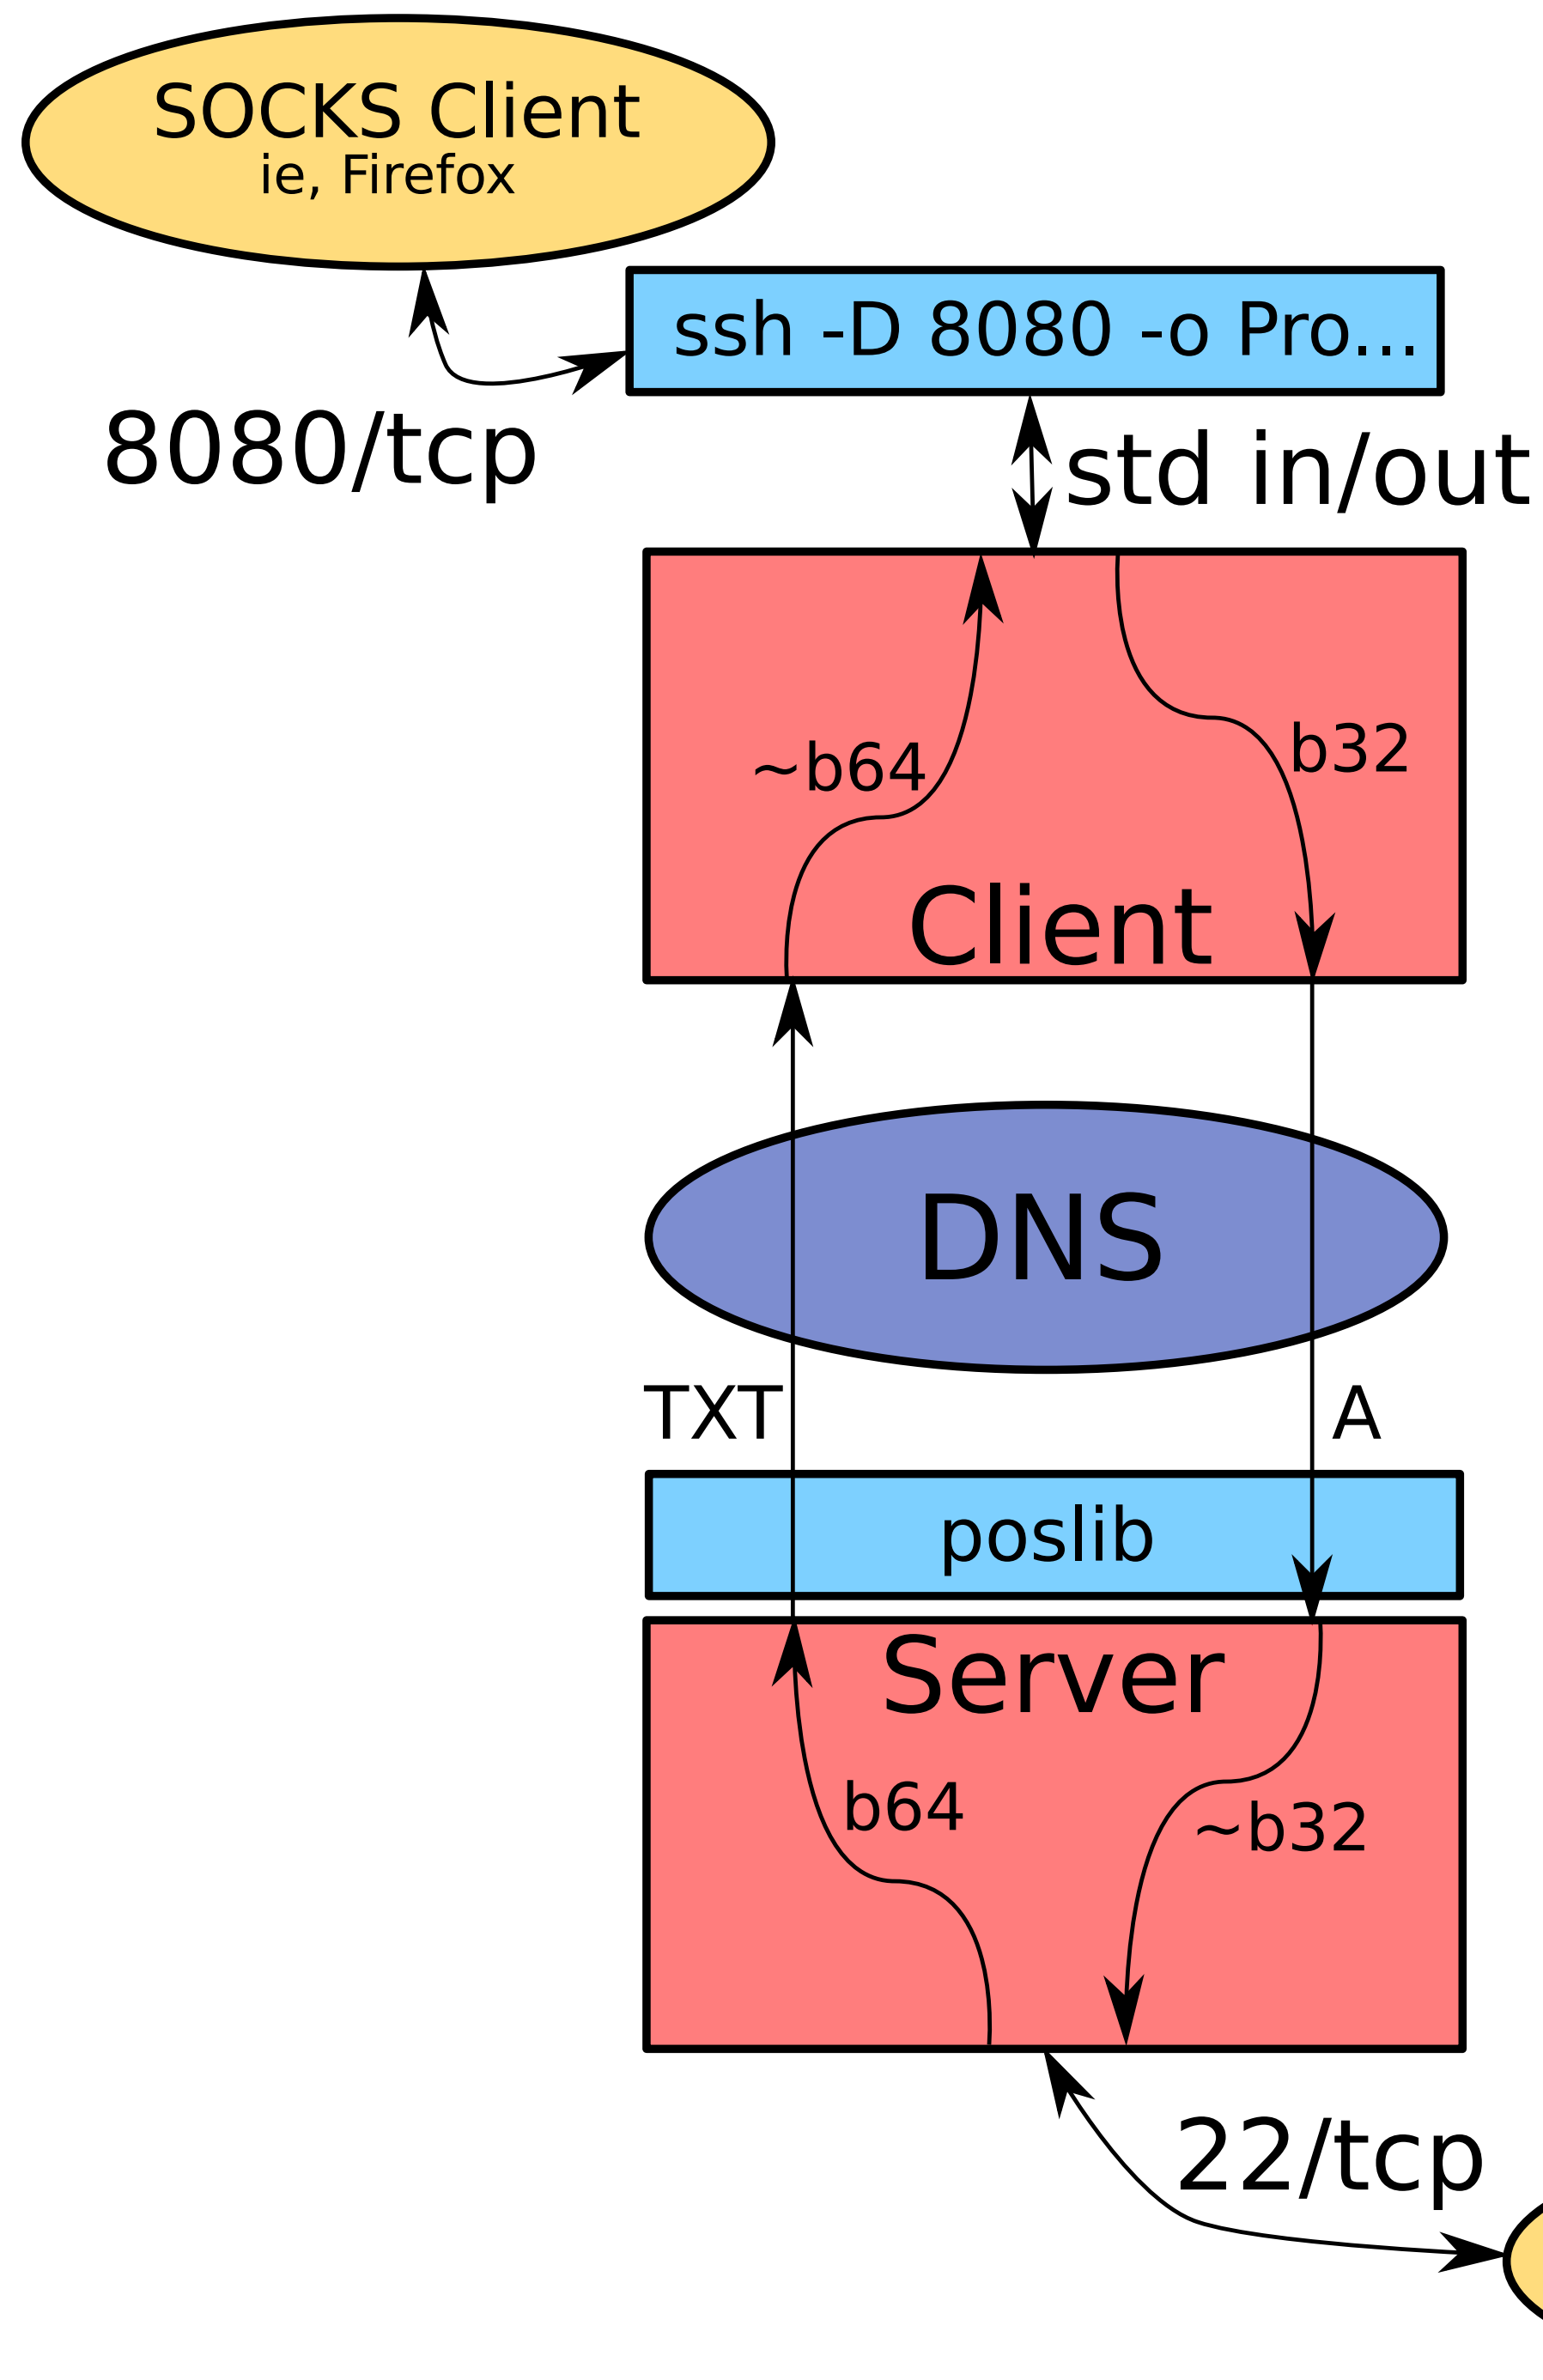 SOCKS Client
ie, Firefox
ssh -D 8080 -o Pro...
8080/tcp
std in/out
~b64
b32
Client
DNS
TXT
A
poslib
Server
b64
~b32
22/tcp